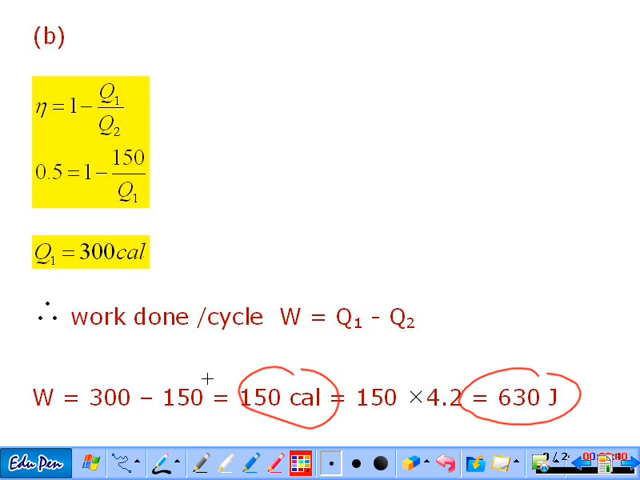 (b)
η = 1 − Q₁/Q₂
0.5 = 1 − 150/Q₁
Q₁ = 300cal
∴ work done /cycle W = Q₁ - Q₂
W = 300 – 150 = 150 cal = 150 ×4.2 = 630 J
Edu Pen